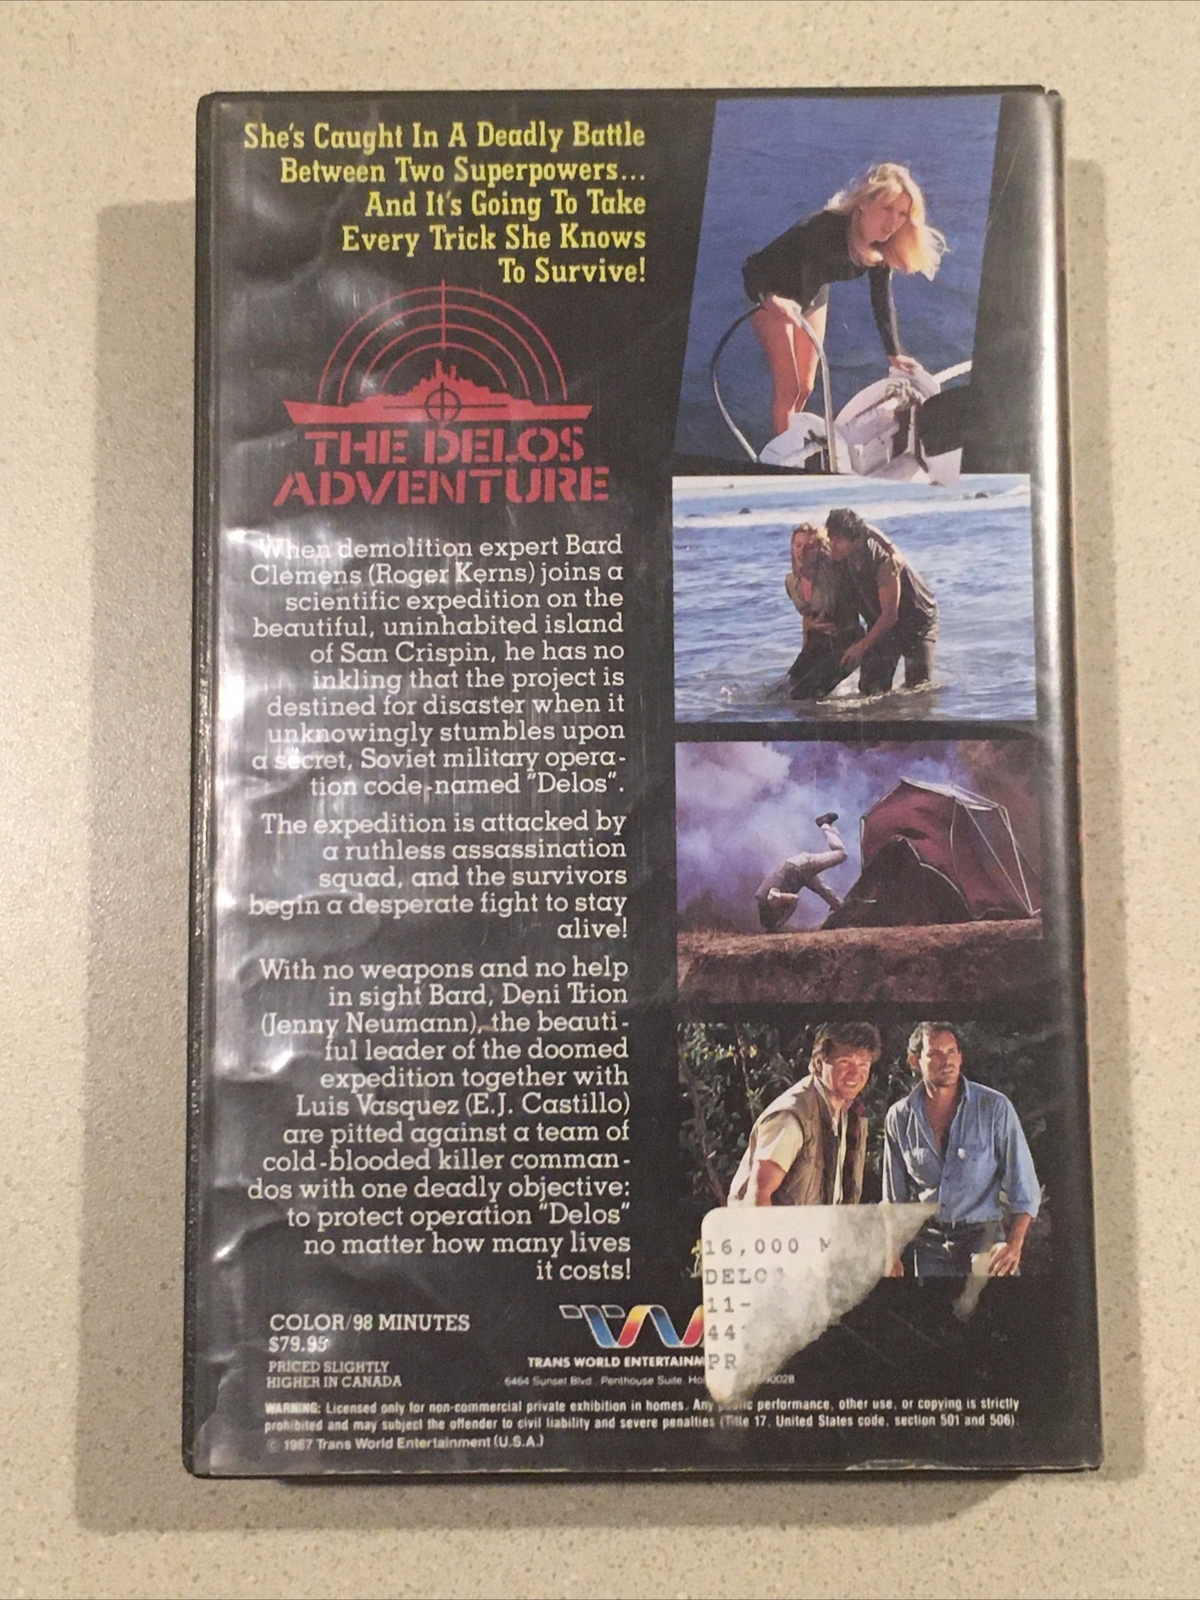 She's Caught In A Deadly Battle
Between Two Superpowers...
And It's Going To Take
Every Trick She Knows
To Survive!
THE DELOS
ADVENTURE
When demolition expert Bard
Clemens (Roger Kerns) joins a
scientific expedition on the
beautiful, uninhabited island
of San Crispin, he has no
inkling that the project is
destined for disaster when it
unknowingly stumbles upon
a secret, Soviet military opera-
tion code-named "Delos".
The expedition is attacked by
a ruthless assassination
squad, and the survivors
begin a desperate fight to stay
alive!
With no weapons and no help
in sight Bard, Deni Trion
(Jenny Neumann), the beauti-
ful leader of the doomed
expedition together with
Luis Vasquez (E.J. Castillo)
are pitted against a team of
cold-blooded killer comman-
dos with one deadly objective:
to protect operation "Delos"
no matter how many lives
it costs!
COLOR/98 MINUTES
$79.95
PRICED SLIGHTLY
HIGHER IN CANADA
TRANS WORLD ENTERTAINM
6464 Sunset Blvd. Penthouse Suite, Ho 90028
16,000 M
DELO
11-
44
PR
WARNING: Licensed only for non-commercial private exhibition in homes. Any public performance, other use, or copying is strictly
prohibited and may subject the offender to civil liability and severe penalties (Title 17, United States code, section 501 and 506).
© 1987 Trans World Entertainment (U.S.A.)